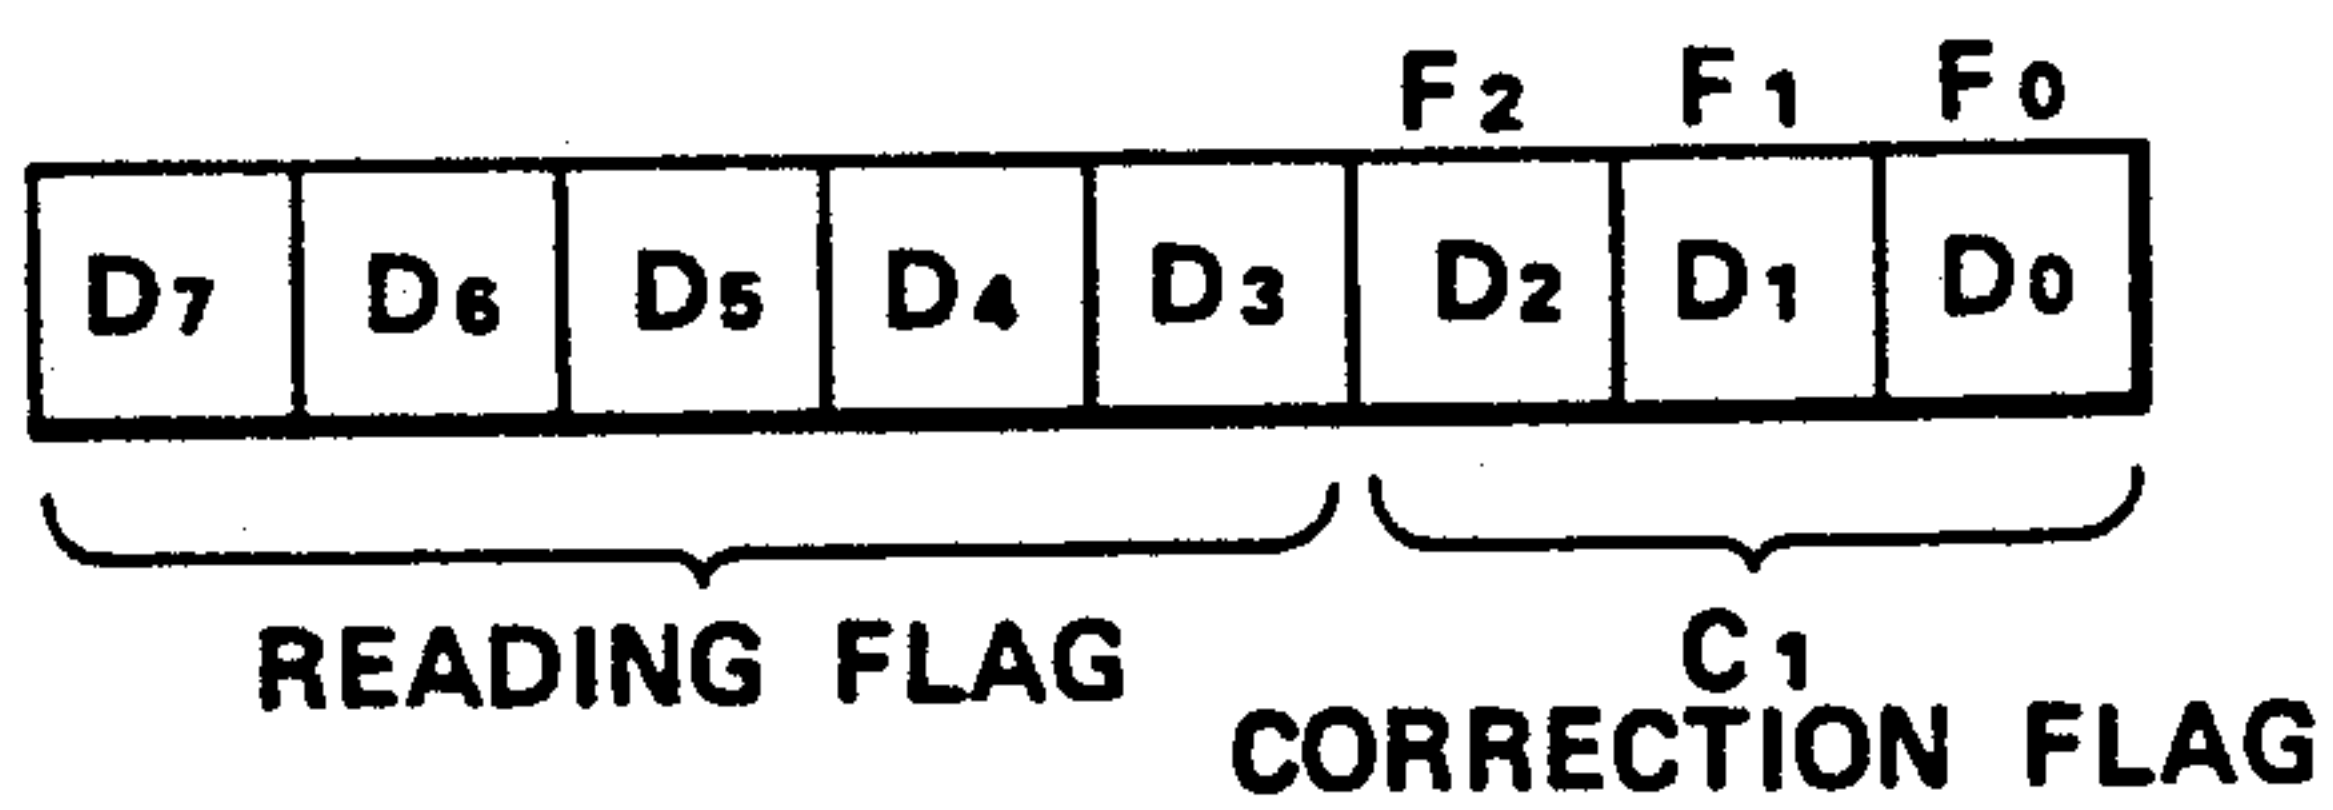 F2 F1 F0
D7 D6 D5 D4 D3 D2 D1 D0
READING FLAG
C1
CORRECTION FLAG